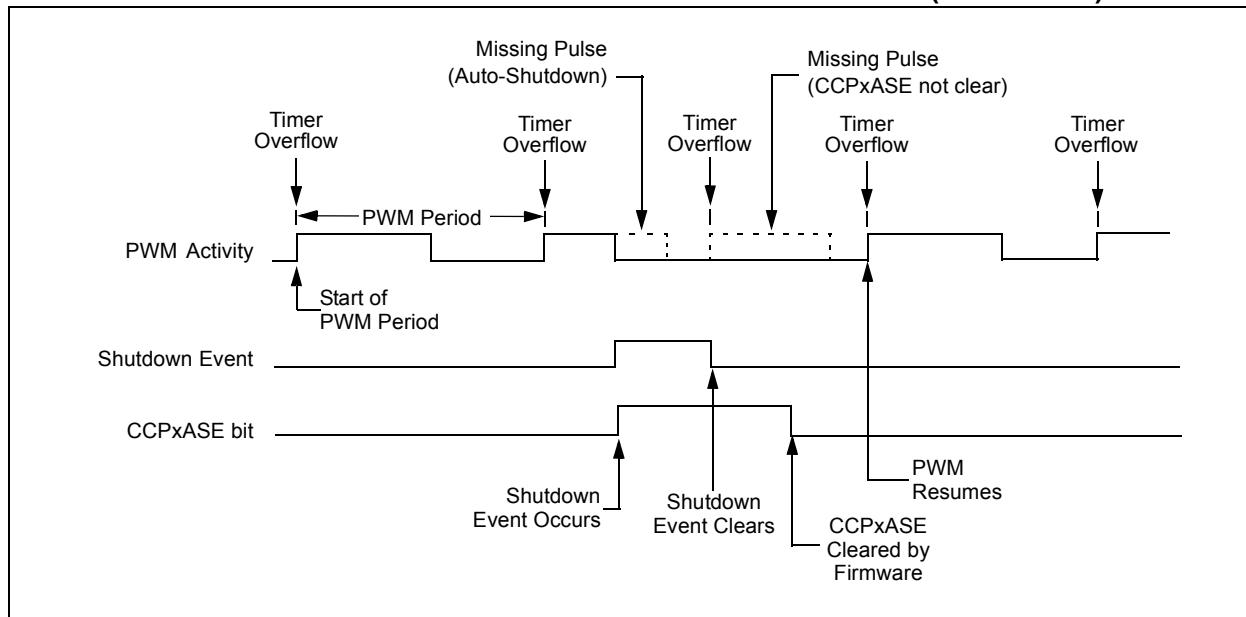 Missing Pulse
(Auto-Shutdown)
Missing Pulse
(CCPxASE not clear)
Timer
Overflow
Timer
Overflow
Timer
Overflow
Timer
Overflow
Timer
Overflow
PWM Period
PWM Activity
Start of
PWM Period
Shutdown Event
CCPxASE bit
Shutdown
Event Occurs
Shutdown
Event Clears
PWM
Resumes
CCPxASE
Cleared by
Firmware